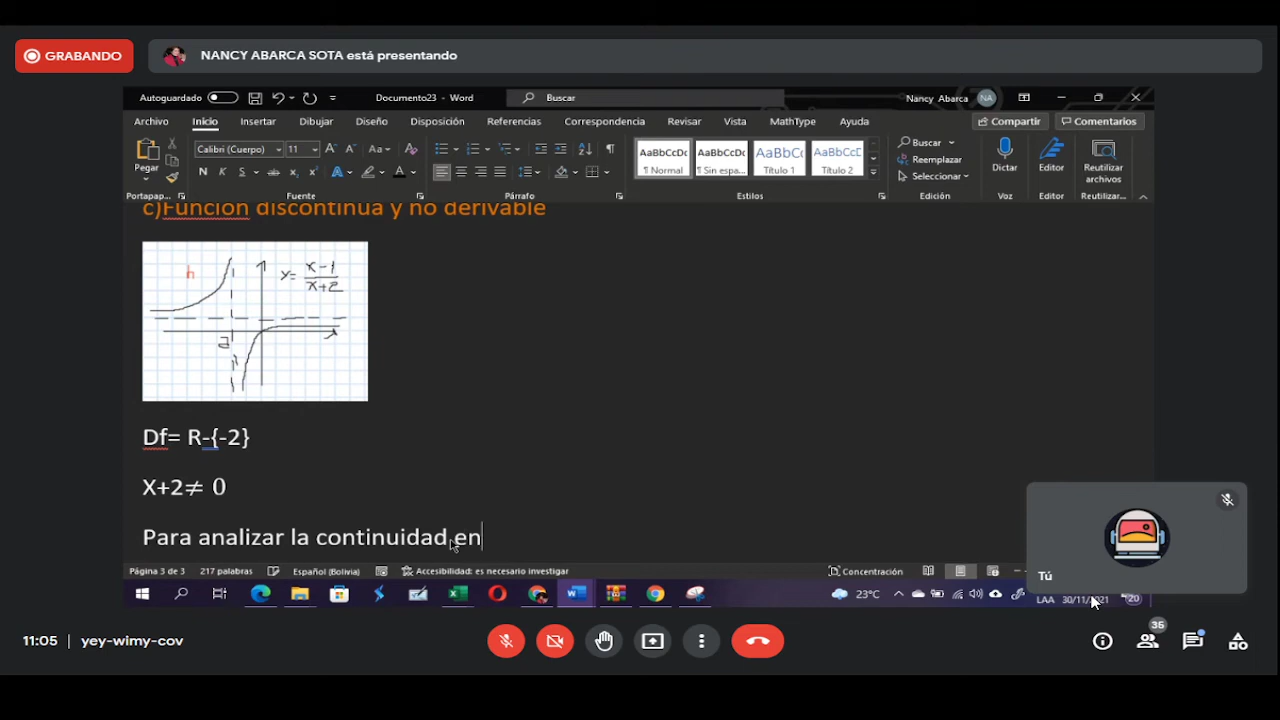 GRABANDO
NANCY ABARCA SOTA está presentando
Autoguardado
Documento23 - Word
Buscar
Nancy Abarca
NA
Archivo Inicio Insertar Dibujar Diseño Disposición Referencias Correspondencia Revisar Vista MathType Ayuda
Compartir
Comentarios
Pegar
Calibri (Cuerpo) 11
N K S
AaBbCcDc
¶ Normal
AaBbCcDc
¶ Sin espa...
AaBbCc
Título 1
AaBbCcD
Título 2
Buscar
Reemplazar
Seleccionar
Dictar
Editor
Reutilizar archivos
Portapap...
Fuente
Párrafo
Estilos
Edición
Voz
Editor
Reutilizar...
c)Función discontinua y no derivable
h
y= x-1
x+2
Df= R-{-2}
X+2≠ 0
Para analizar la continuidad en
Página 3 de 3
217 palabras
Español (Bolivia)
Accesibilidad: es necesario investigar
Concentración
23°C
LAA
30/11/2021
20
Tú
11:05 | yey-wimy-cov
35